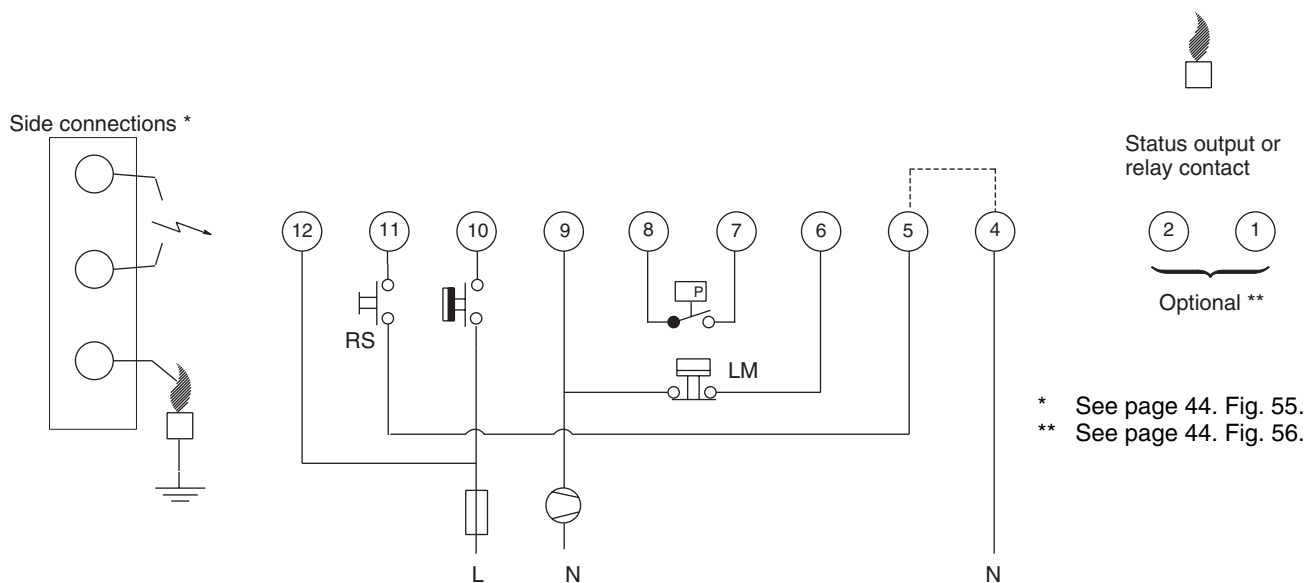 Side connections *
Status output or
relay contact
12 11 10 9 8 7 6 5 4 2 1
P
Optional **
RS
LM
* See page 44. Fig. 55.
** See page 44. Fig. 56.
L N N